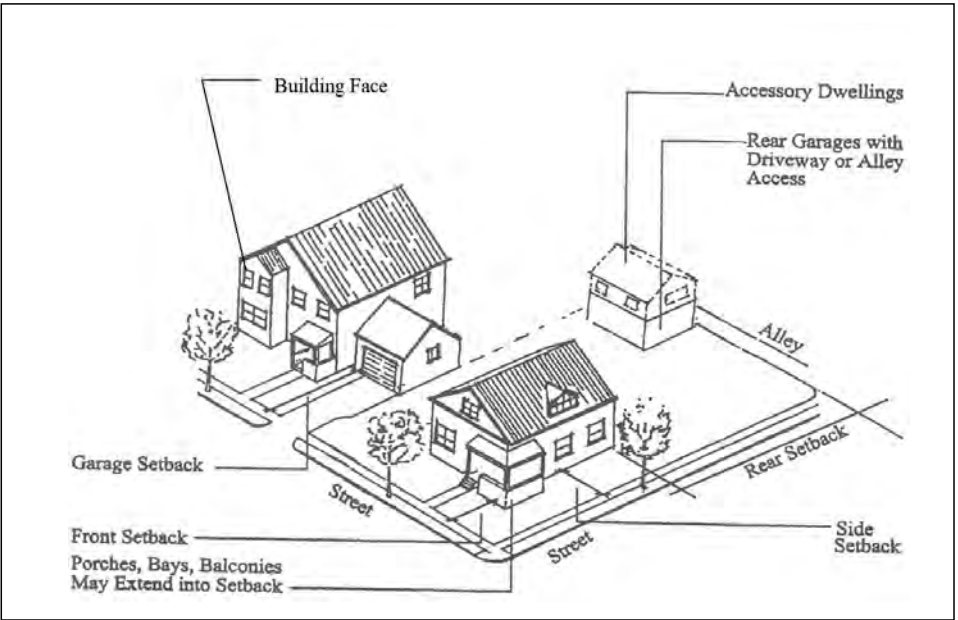 Building Face
Accessory Dwellings
Rear Garages with
Driveway or Alley
Access
Alley
Garage Setback
Street
Rear Setback
Front Setback
Street
Side
Setback
Porches, Bays, Balconies
May Extend into Setback